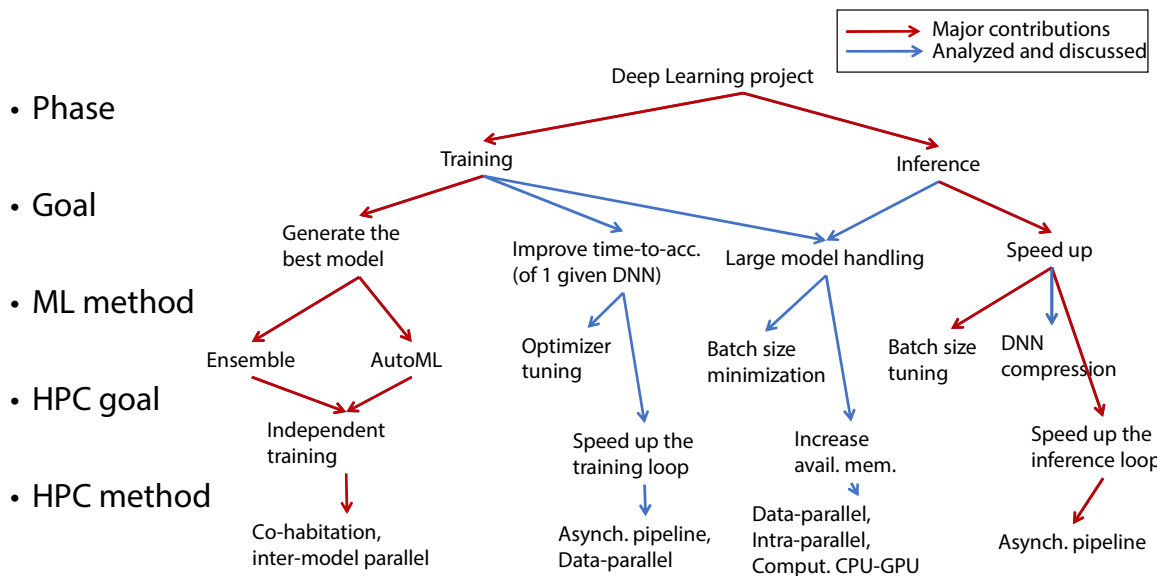 Major contributions
Analyzed and discussed
Deep Learning project
• Phase
Training
Inference
• Goal
Generate the
best model
Improve time-to-acc.
(of 1 given DNN)
Large model handling
Speed up
• ML method
Ensemble
AutoML
Optimizer
tuning
Batch size
minimization
Batch size
tuning
DNN
compression
• HPC goal
Independent
training
Speed up the
training loop
Increase
avail. mem.
Speed up the
inference loop
• HPC method
Co-habitation,
inter-model parallel
Asynch. pipeline,
Data-parallel
Data-parallel,
Intra-parallel,
Comput. CPU-GPU
Asynch. pipeline